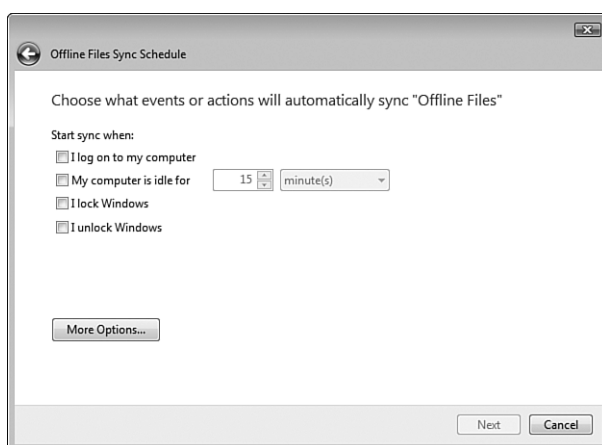 Offline Files Sync Schedule
Choose what events or actions will automatically sync "Offline Files"
Start sync when:
I log on to my computer
My computer is idle for 15 minute(s)
I lock Windows
I unlock Windows
More Options...
Next Cancel